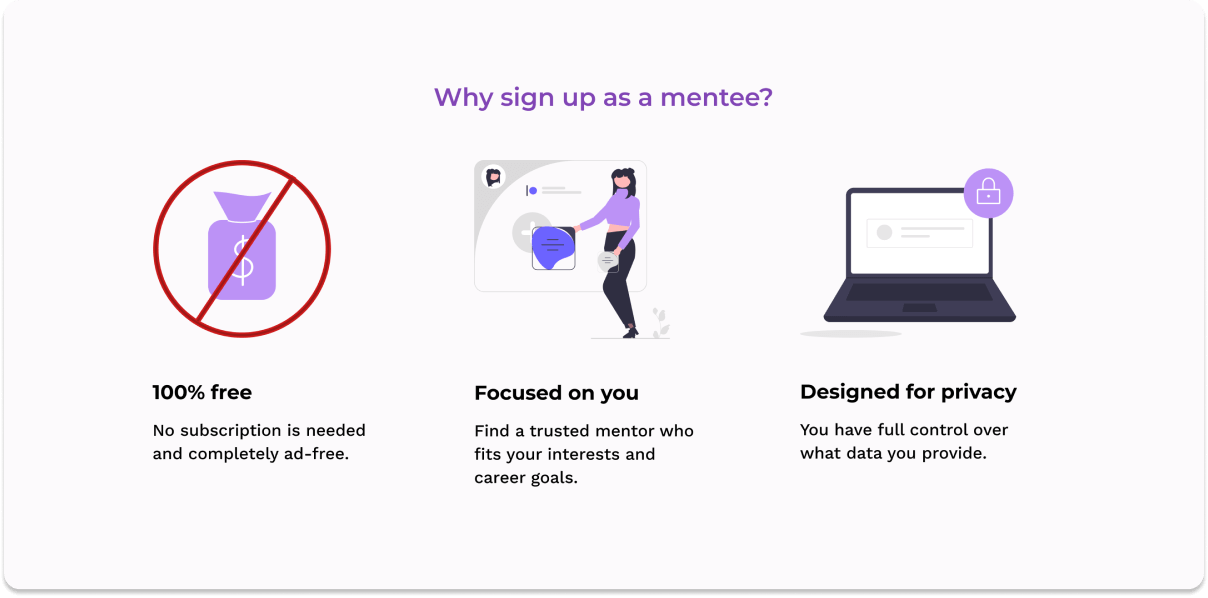 Why sign up as a mentee?
$
100% free
No subscription is needed
and completely ad-free.
Focused on you
Find a trusted mentor who
fits your interests and
career goals.
Designed for privacy
You have full control over
what data you provide.